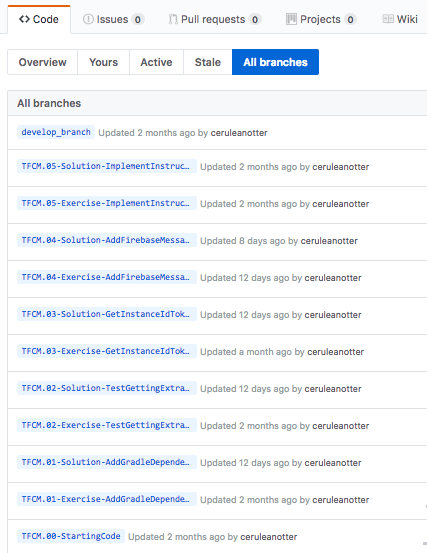 Code Issues 0 Pull requests 0 Projects 0 Wiki
Overview Yours Active Stale All branches
All branches
develop_branch Updated 2 months ago by ceruleanotter
TFCM.05-Solution-ImplementInstruc… Updated 2 months ago by ceruleanotter
TFCM.05-Exercise-ImplementInstruc… Updated 2 months ago by ceruleanotter
TFCM.04-Solution-AddFirebaseMessa… Updated 8 days ago by ceruleanotter
TFCM.04-Exercise-AddFirebaseMessa… Updated 12 days ago by ceruleanotter
TFCM.03-Solution-GetInstanceIdTok… Updated 12 days ago by ceruleanotter
TFCM.03-Exercise-GetInstanceIdTok… Updated a month ago by ceruleanotter
TFCM.02-Solution-TestGettingExtra… Updated 12 days ago by ceruleanotter
TFCM.02-Exercise-TestGettingExtra… Updated 2 months ago by ceruleanotter
TFCM.01-Solution-AddGradleDepende… Updated 12 days ago by ceruleanotter
TFCM.01-Exercise-AddGradleDepende… Updated 2 months ago by ceruleanotter
TFCM.00-StartingCode Updated 2 months ago by ceruleanotter